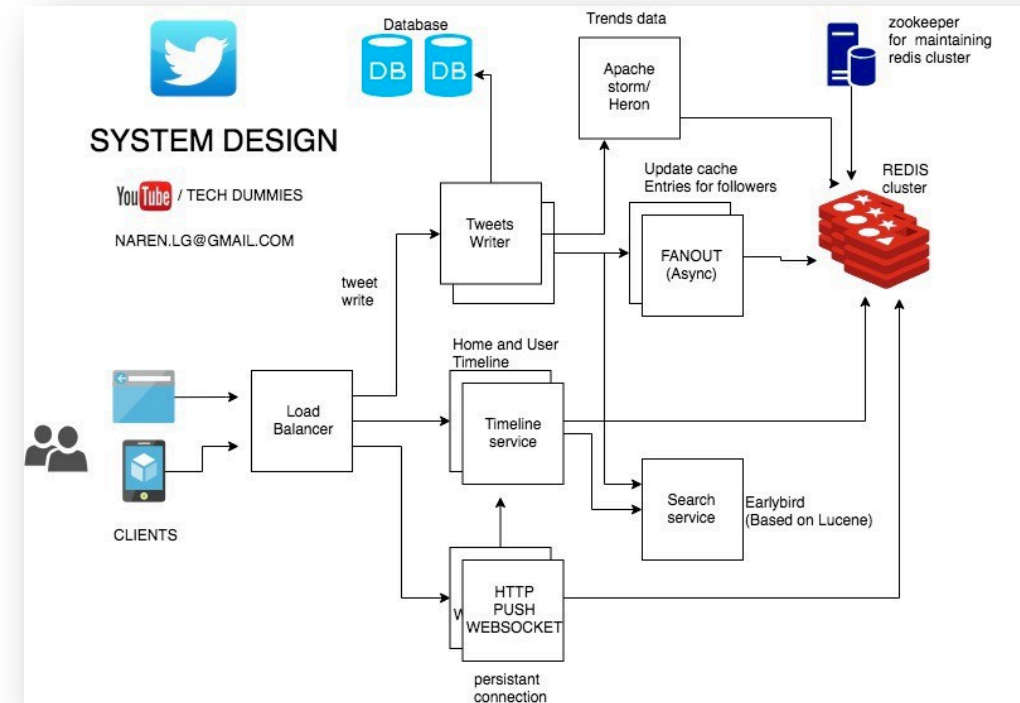 Database
DB
DB
Trends data
Apache
storm/
Heron
zookeeper
for maintaining
redis cluster
SYSTEM DESIGN
YouTube / TECH DUMMIES
NAREN.LG@GMAIL.COM
Tweets
Writer
Update cache
Entries for followers
FANOUT
(Async)
REDIS
cluster
tweet
write
Home and User
Timeline
Load
Balancer
Timeline
service
Search
service
Earlybird
(Based on Lucene)
CLIENTS
W
HTTP
PUSH
WEBSOCKET
persistant
connection